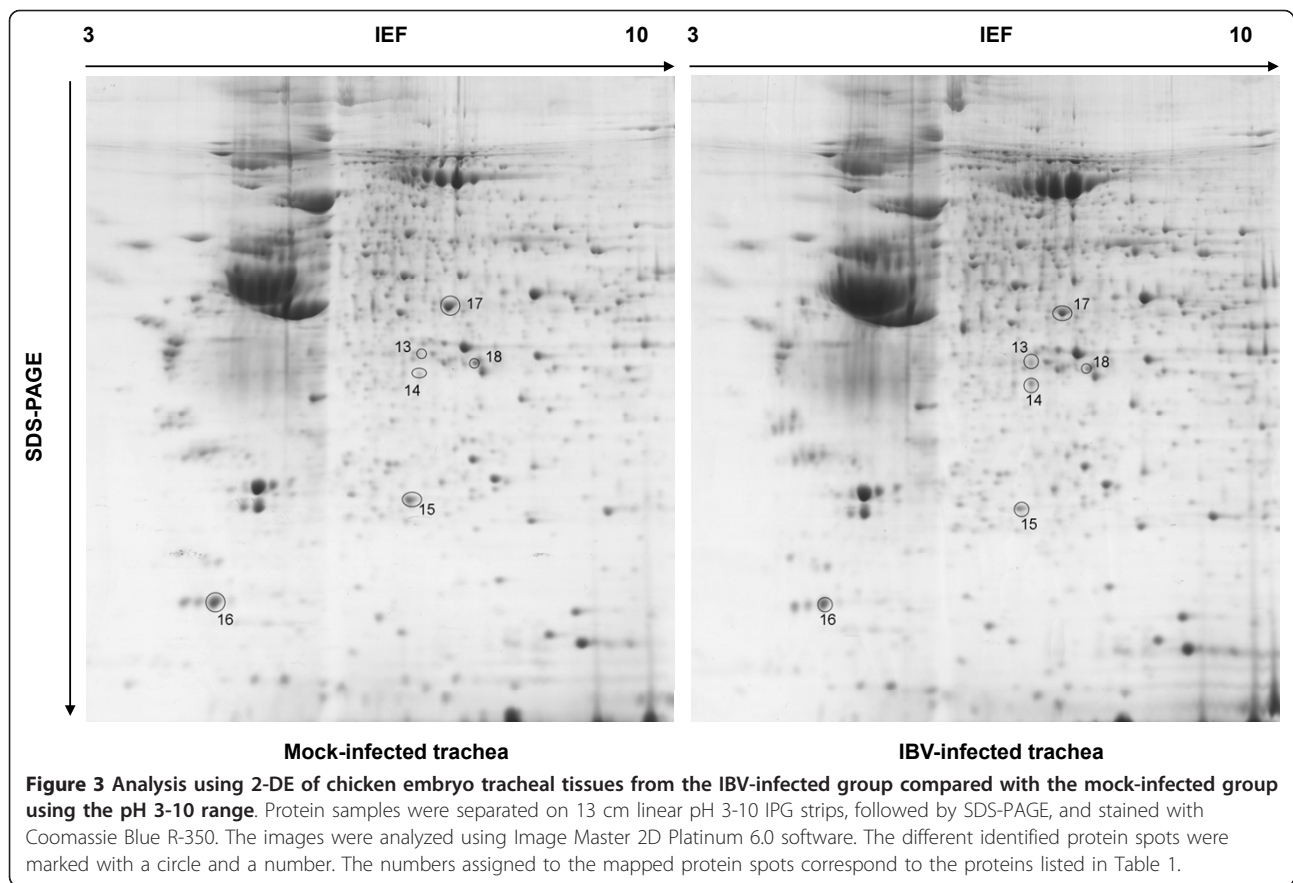 3 IEF 10 3 IEF 10
SDS-PAGE
17 17
13 18 13 18
14 14
15 15
16 16
Mock-infected trachea IBV-infected trachea
Figure 3 Analysis using 2-DE of chicken embryo tracheal tissues from the IBV-infected group compared with the mock-infected group
using the pH 3-10 range. Protein samples were separated on 13 cm linear pH 3-10 IPG strips, followed by SDS-PAGE, and stained with
Coomassie Blue R-350. The images were analyzed using Image Master 2D Platinum 6.0 software. The different identified protein spots were
marked with a circle and a number. The numbers assigned to the mapped protein spots correspond to the proteins listed in Table 1.